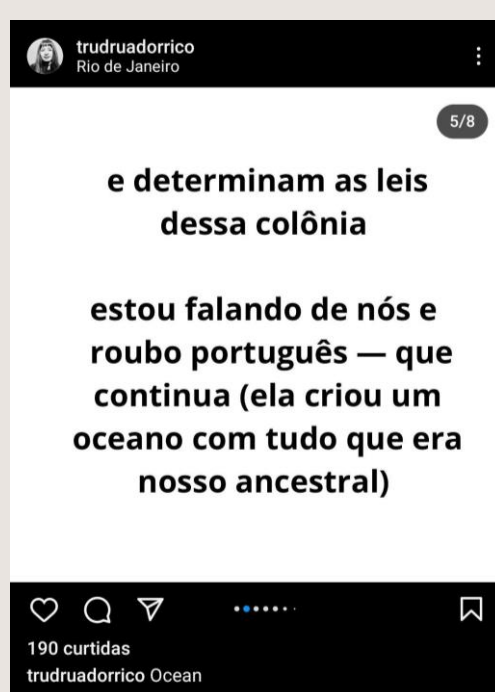 trudruadorrico
Rio de Janeiro
5/8
e determinam as leis
dessa colônia
estou falando de nós e
roubo português — que
continua (ela criou um
oceano com tudo que era
nosso ancestral)
190 curtidas
trudruadorrico Ocean